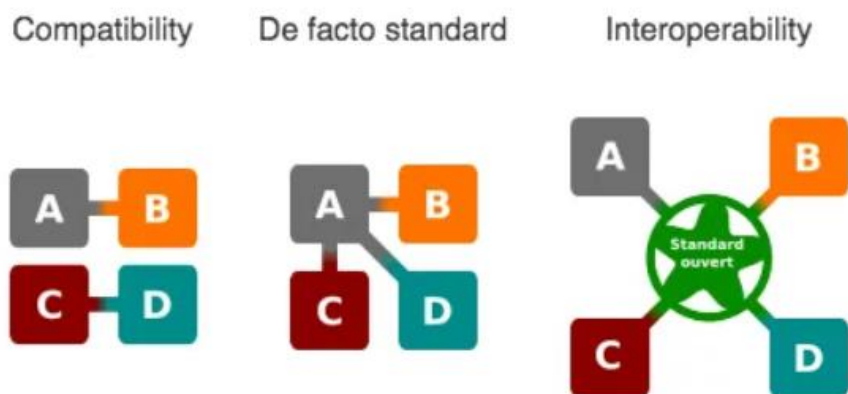 Compatibility
De facto standard
Interoperability
A B
C D
A B
C D
A B
Standard
ouvert
C D